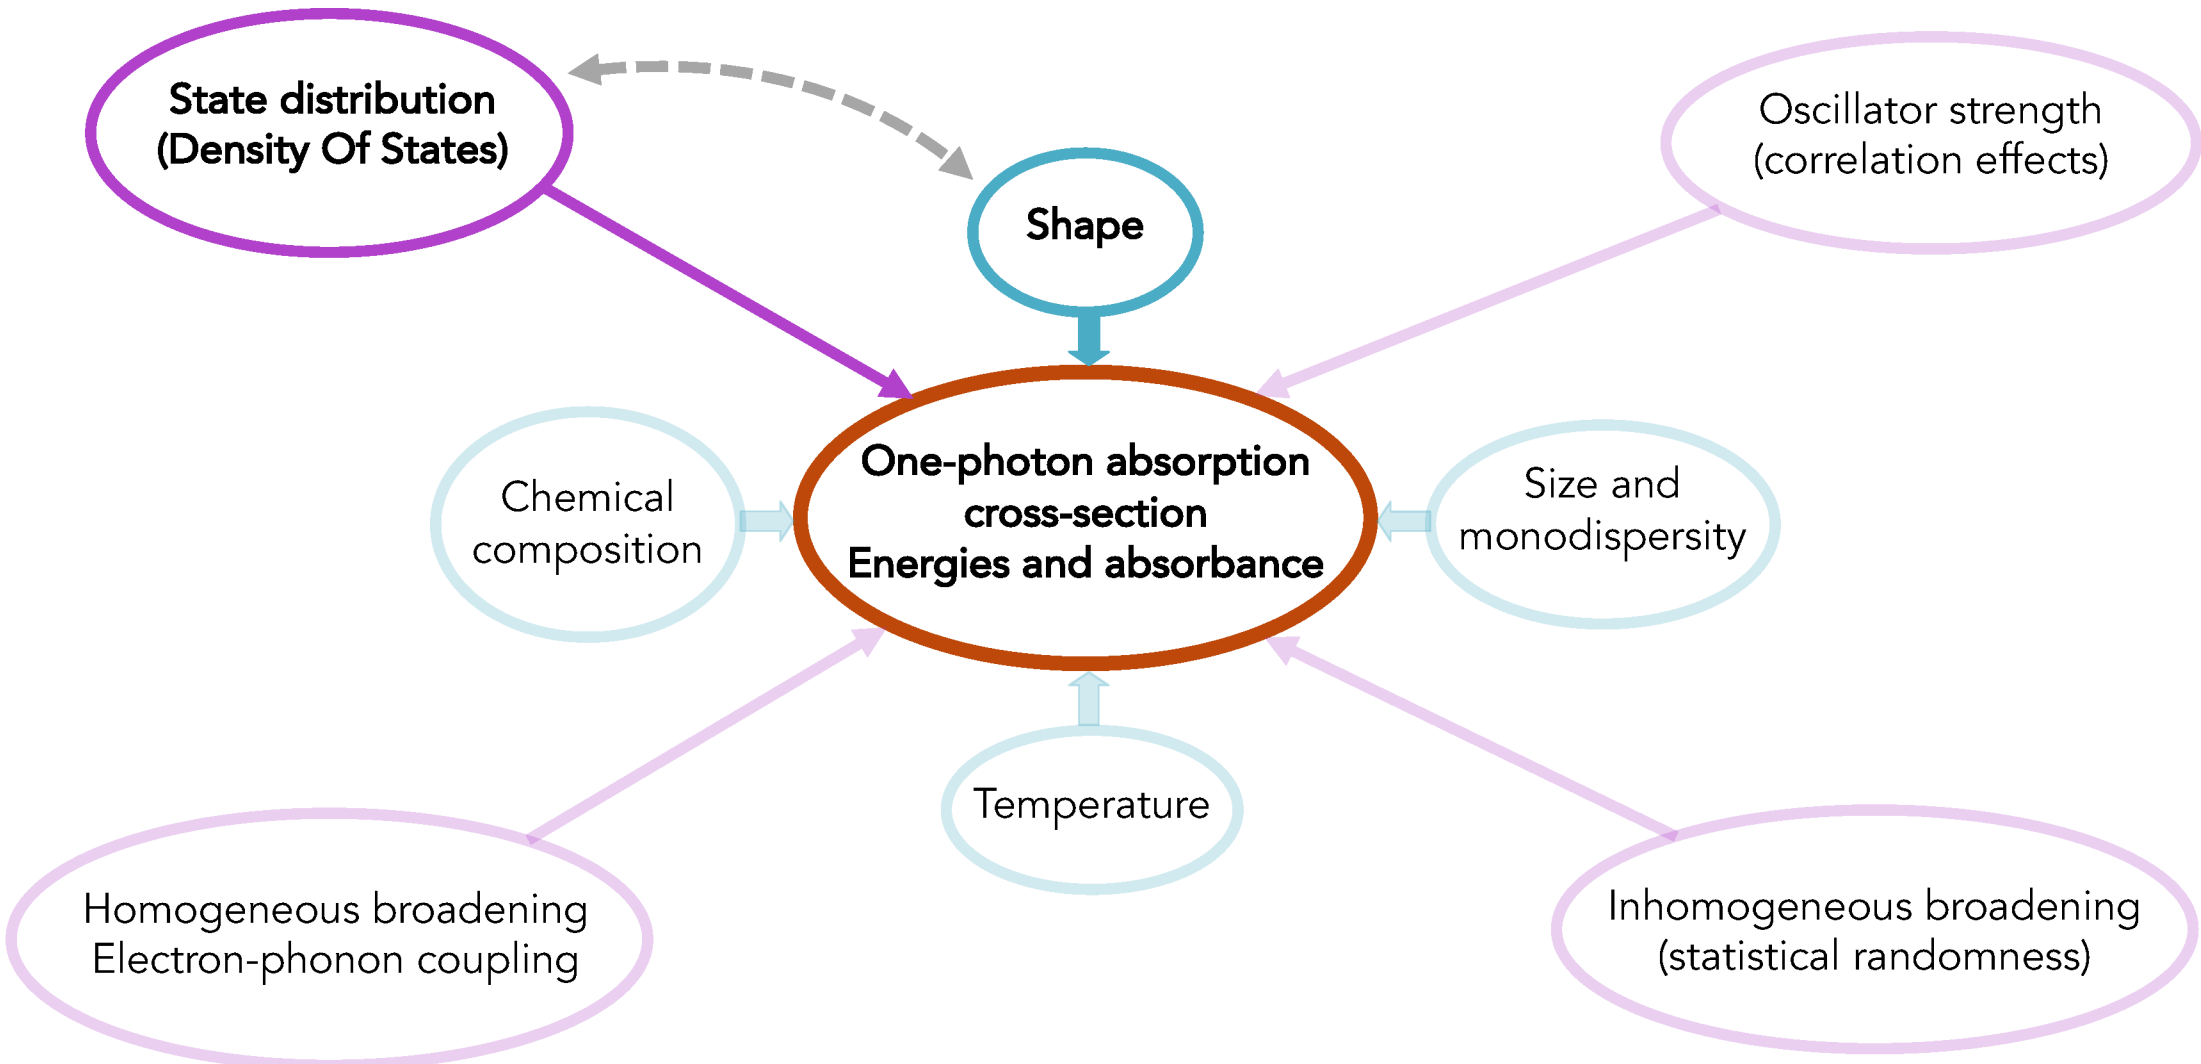 State distribution
(Density Of States)
Shape
Oscillator strength
(correlation effects)
Chemical
composition
One-photon absorption
cross-section
Energies and absorbance
Size and
monodispersity
Temperature
Homogeneous broadening
Electron-phonon coupling
Inhomogeneous broadening
(statistical randomness)